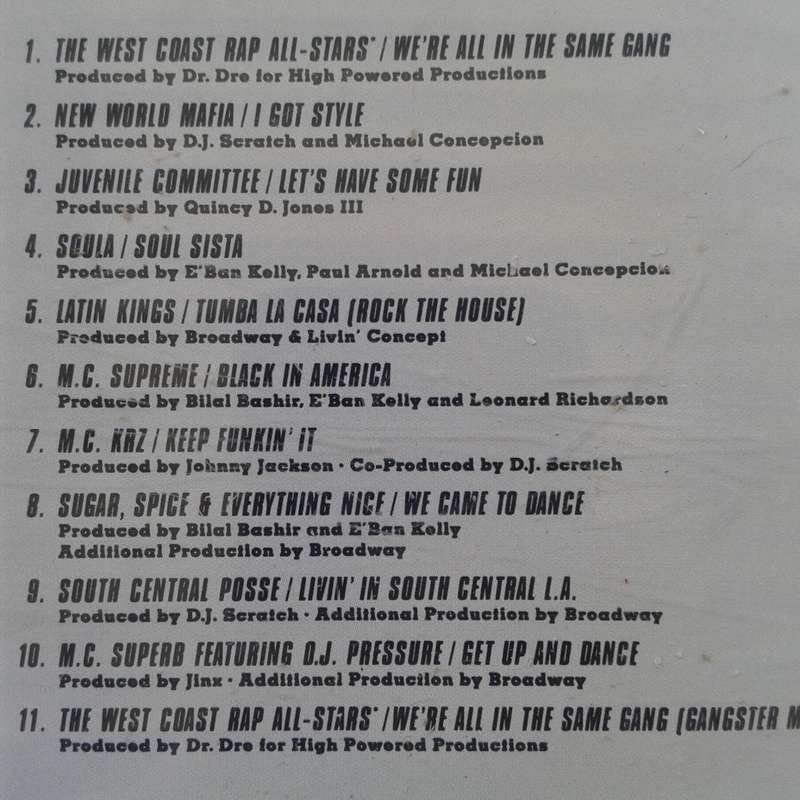 1. THE WEST COAST RAP ALL-STARS* / WE'RE ALL IN THE SAME GANG
Produced by Dr. Dre for High Powered Productions
2. NEW WORLD MAFIA / I GOT STYLE
Produced by D.J. Scratch and Michael Concepcion
3. JUVENILE COMMITTEE / LET'S HAVE SOME FUN
Produced by Quincy D. Jones III
4. SOULA / SOUL SISTA
Produced by E'Ban Kelly, Paul Arnold and Michael Concepcion
5. LATIN KINGS / TUMBA LA CASA (ROCK THE HOUSE)
Produced by Broadway & Livin' Concept
6. M.C. SUPREME / BLACK IN AMERICA
Produced by Bilal Bashir, E'Ban Kelly and Leonard Richardson
7. M.C. KRZ / KEEP FUNKIN' IT
Produced by Johnny Jackson · Co-Produced by D.J. Scratch
8. SUGAR, SPICE & EVERYTHING NICE / WE CAME TO DANCE
Produced by Bilal Bashir and E'Ban Kelly
Additional Production by Broadway
9. SOUTH CENTRAL POSSE / LIVIN' IN SOUTH CENTRAL L.A.
Produced by D.J. Scratch · Additional Production by Broadway
10. M.C. SUPERB FEATURING D.J. PRESSURE / GET UP AND DANCE
Produced by Jinx · Additional Production by Broadway
11. THE WEST COAST RAP ALL-STARS* / WE'RE ALL IN THE SAME GANG (GANGSTER
Produced by Dr. Dre for High Powered Productions